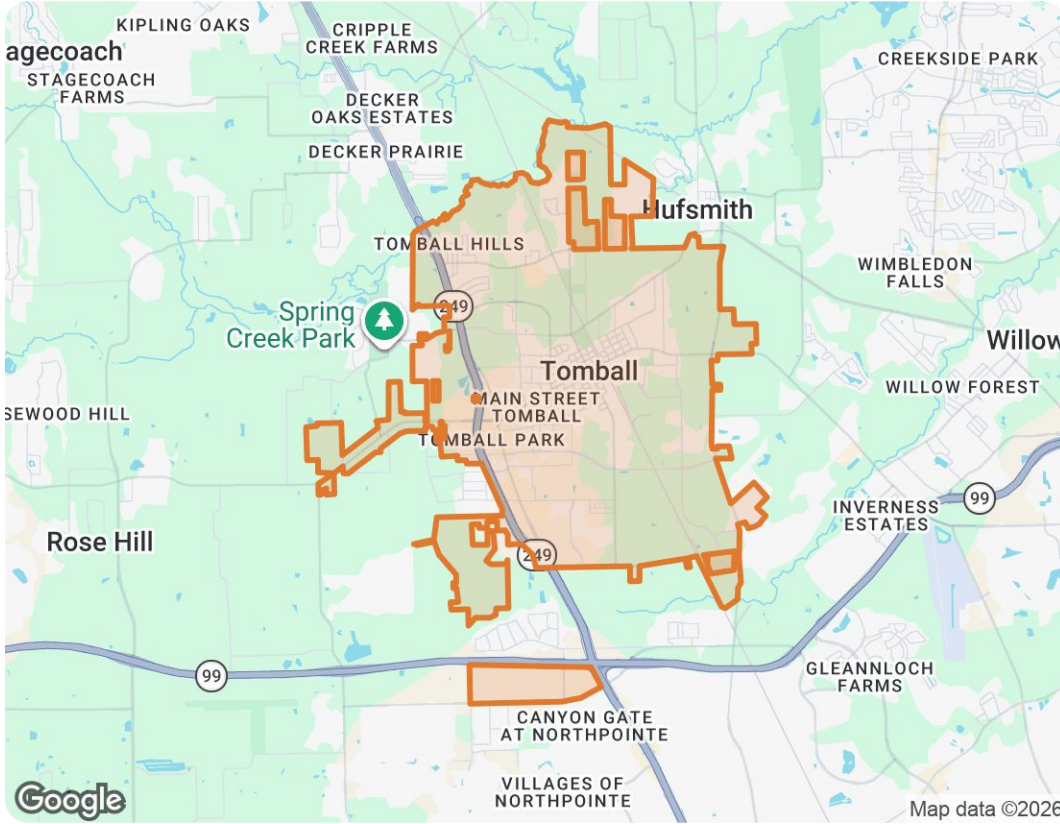 KIPLING OAKS
CRIPPLE
CREEK FARMS
agecoach
STAGECOACH
FARMS
CREEKSIDE PARK
DECKER
OAKS ESTATES
DECKER PRAIRIE
Hufsmith
TOMBALL HILLS
WIMBLEDON
FALLS
249
Spring
Creek Park
Willow
Tomball
WILLOW FOREST
SEWOOD HILL
MAIN STREET
TOMBALL
TOMBALL PARK
99
INVERNESS
ESTATES
Rose Hill
249
99
GLEANNLOCH
FARMS
CANYON GATE
AT NORTHPOINTE
VILLAGES OF
NORTHPOINTE
Google
Map data ©2026